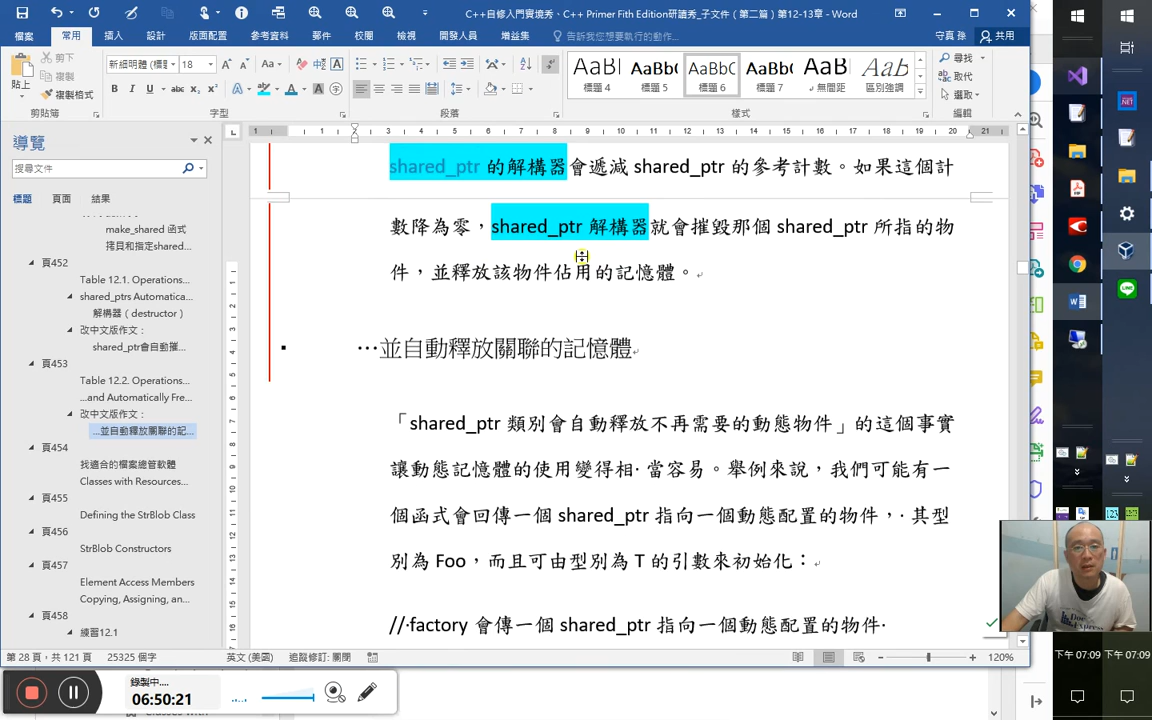 C++自修入門實境秀、C++ Primer Fith Edition研讀秀_子文件（第二篇）第12-13章 - Word
檔案 常用 插入 設計 版面配置 參考資料 郵件 校閱 檢視 開發人員 增益集 告訴我您想要執行的動作... 守真 孫 共用
貼上 剪下 複製 複製格式 剪貼簿
新細明體 (標題 18 字型 段落
AaBl 標題 4
AaBbC 標題 5
AaBbC 標題 6
AaBbC 標題 7
AaBl 無間距
AaBb 區別強調
樣式
尋找 取代 選取 編輯
導覽
搜尋文件
標題 頁面 結果
make_shared 函式
拷貝和指定shared...
頁452
Table 12.1. Operations...
shared_ptrs Automatica...
解構器（destructor）
改中文版作文：
shared_ptr會自動摧...
頁453
Table 12.2. Operations...
...and Automatically Fre...
改中文版作文：
...並自動釋放關聯的記...
頁454
找適合的檔案總管軟體
Classes with Resources...
頁455
Defining the StrBlob Class
頁456
StrBlob Constructors
頁457
Element Access Members
Copying, Assigning, an...
頁458
練習12.1
shared_ptr 的解構器會遞減 shared_ptr 的參考計數。如果這個計
數降為零，shared_ptr 解構器就會摧毀那個 shared_ptr 所指的物
件，並釋放該物件佔用的記憶體。
…並自動釋放關聯的記憶體
「shared_ptr 類別會自動釋放不再需要的動態物件」的這個事實
讓動態記憶體的使用變得相· 當容易。舉例來說，我們可能有一
個函式會回傳一個 shared_ptr 指向一個動態配置的物件，· 其型
別為 Foo，而且可由型別為 T 的引數來初始化：
//·factory 會傳一個 shared_ptr 指向一個動態配置的物件·
第 28 頁，共 121 頁 25325 個字 英文 (美國) 追蹤修訂: 關閉 120%
錄製中....
06:50:21
下午 07:09 下午 07:09